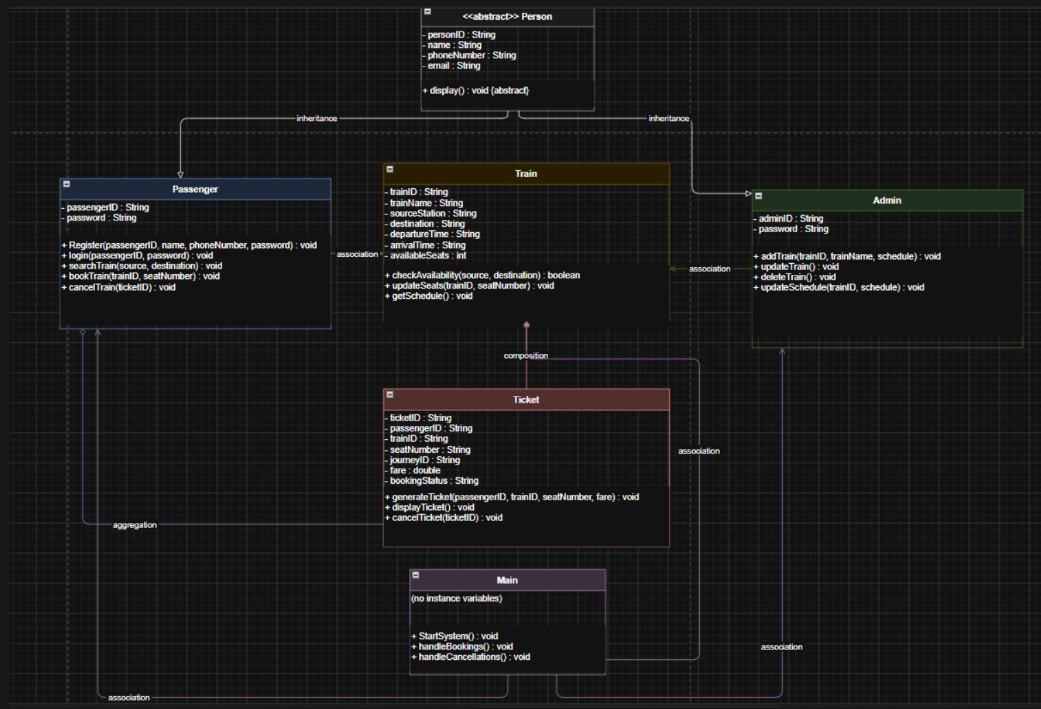 <<abstract>> Person
- personID : String
- name : String
- phoneNumber : String
- email : String
+ display() : void {abstract}
inheritance
inheritance
Passenger
- passengerID : String
- password : String
+ Register(passengerID, name, phoneNumber, password) : void
+ login(passengerID, password) : void
+ searchTrain(source, destination) : void
+ bookTrain(trainID, seatNumber) : void
+ cancelTrain(ticketID) : void
association
Train
- trainID : String
- trainName : String
- sourceStation : String
- destination : String
- departureTime : String
- arrivalTime : String
- availableSeats : int
+ checkAvailability(source, destination) : boolean
+ updateSeats(trainID, seatNumber) : void
+ getSchedule() : void
association
Admin
- adminID : String
- password : String
+ addTrain(trainID, trainName, schedule) : void
+ updateTrain() : void
+ deleteTrain() : void
+ updateSchedule(trainID, schedule) : void
composition
Ticket
- ticketID : String
- passengerID : String
- trainID : String
- seatNumber : String
- journeyID : String
- fare : double
- bookingStatus : String
+ generateTicket(passengerID, trainID, seatNumber, fare) : void
+ displayTicket() : void
+ cancelTicket(ticketID) : void
association
aggregation
Main
(no instance variables)
+ StartSystem() : void
+ handleBookings() : void
+ handleCancellations() : void
association
association